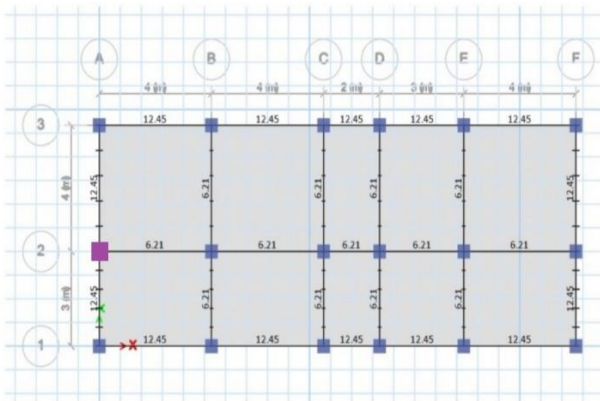 A B C D E F
4 (m) 4 (m) 2 (m) 3 (m) 4 (m)
3 12.45 12.45 12.45 12.45 12.45
4 (m) 12.45 6.21 6.21 6.21 6.21 12.45
2 6.21 6.21 6.21 6.21 6.21
3 (m) 12.45 6.21 6.21 6.21 6.21 12.45
1 12.45 12.45 12.45 12.45 12.45
X